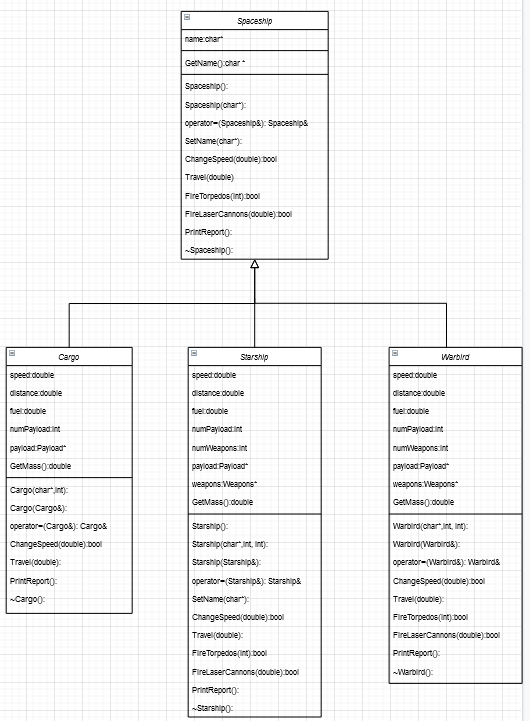 Spaceship
name:char*
GetName():char *
Spaceship():
Spaceship(char*):
operator=(Spaceship&): Spaceship&
SetName(char*):
ChangeSpeed(double):bool
Travel(double)
FireTorpedos(int):bool
FireLaserCannons(double):bool
PrintReport():
~Spaceship():
Cargo
speed:double
distance:double
fuel:double
numPayload:int
payload:Payload*
GetMass():double
Cargo(char*,int):
Cargo(Cargo&):
operator=(Cargo&): Cargo&
ChangeSpeed(double):bool
Travel(double):
PrintReport():
~Cargo():
Starship
speed:double
distance:double
fuel:double
numPayload:int
numWeapons:int
payload:Payload*
weapons:Weapons*
GetMass():double
Starship():
Starship(char*,int, int):
Starship(Starship&):
operator=(Starship&): Starship&
SetName(char*):
ChangeSpeed(double):bool
Travel(double):
FireTorpedos(int):bool
FireLaserCannons(double):bool
PrintReport():
~Starship():
Warbird
speed:double
distance:double
fuel:double
numPayload:int
numWeapons:int
payload:Payload*
weapons:Weapons*
GetMass():double
Warbird(char*,int, int):
Warbird(Warbird&):
operator=(Warbird&): Warbird&
ChangeSpeed(double):bool
Travel(double):
FireTorpedos(int):bool
FireLaserCannons(double):bool
PrintReport():
~Warbird():